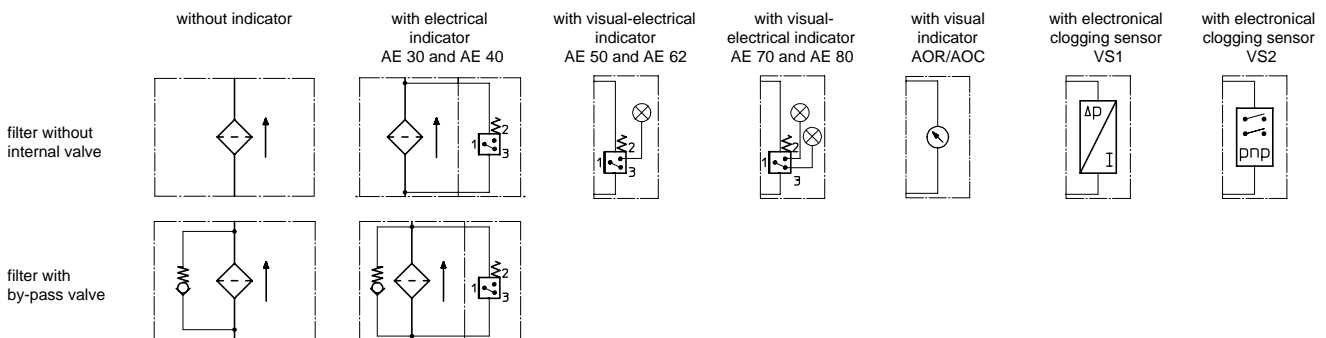 without indicator
with electrical
indicator
AE 30 and AE 40
with visual-electrical
indicator
AE 50 and AE 62
with visual-
electrical indicator
AE 70 and AE 80
with visual
indicator
AOR/AOC
with electronical
clogging sensor
VS1
with electronical
clogging sensor
VS2
filter without
internal valve
1 2 3
1 2 3
1 2 3
Δp
I
pnp
filter with
by-pass valve
1 2 3